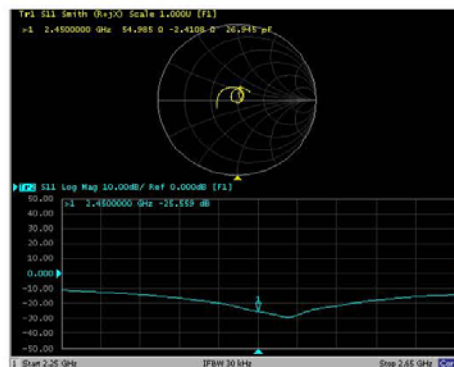 Tr1 S11 Smith (R+jX) Scale 1.000U [F1]
>1 2.4500000 GHz 54.985 Ω -2.4108 Ω 26.945 pF
Tr2 S11 Log Mag 10.00dB/ Ref 0.000dB [F1]
50.00
>1 2.4500000 GHz -25.559 dB
40.00
30.00
20.00
10.00
0.000
-10.00
-20.00
-30.00
-40.00
-50.00
1
1 Start 2.25 GHz IFBW 30 kHz Stop 2.65 GHz Cor